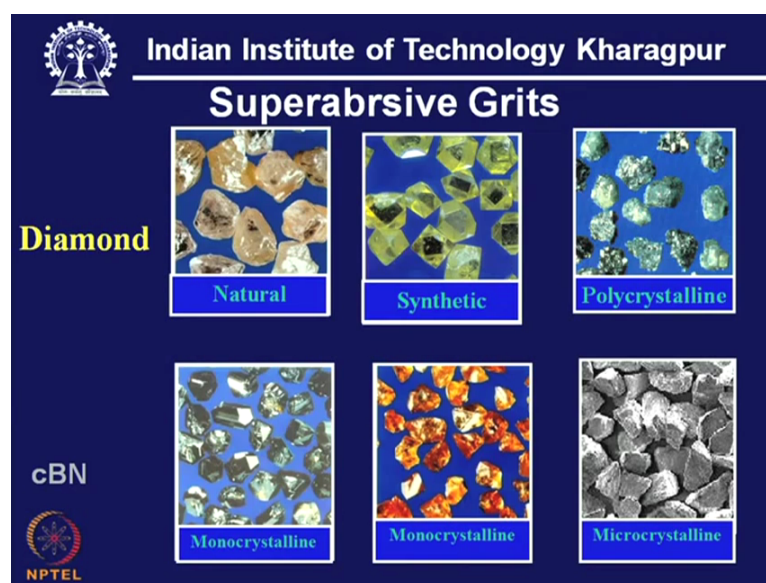 Indian Institute of Technology Kharagpur
Superabrsive Grits
Diamond
Natural
Synthetic
Polycrystalline
cBN
Monocrystalline
Monocrystalline
Microcrystalline
NPTEL